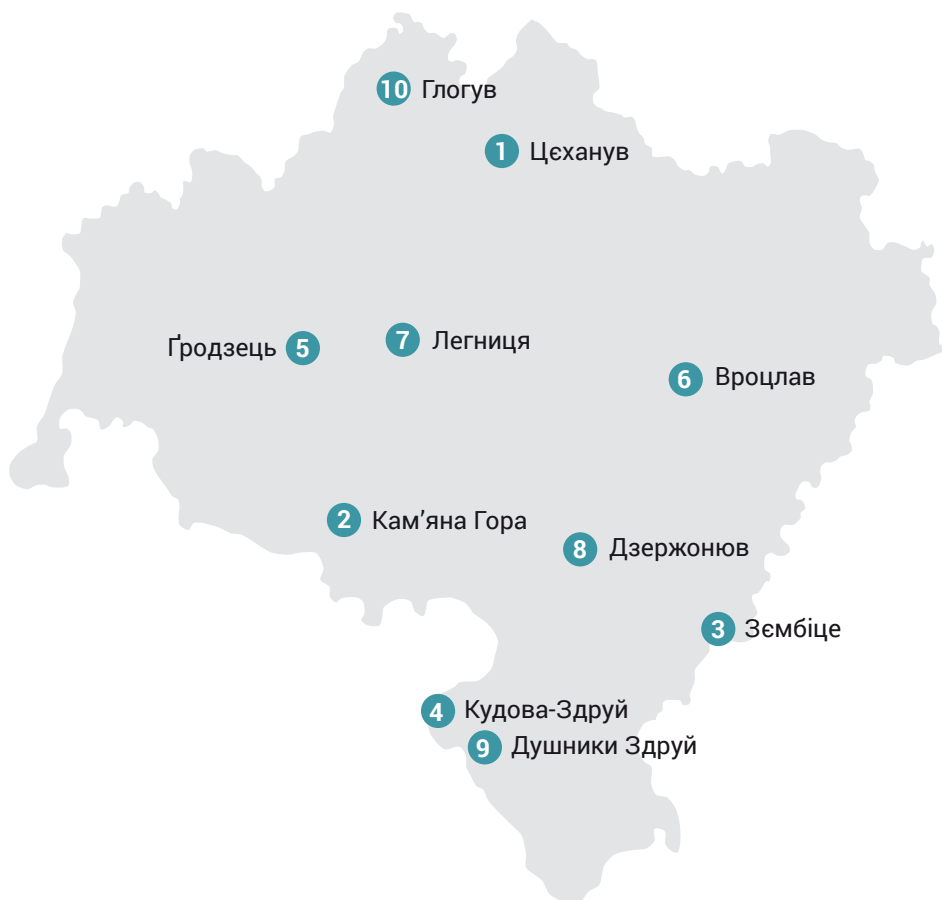 10 Глогув
1 Цєханув
Ґродзець 5
7 Легниця
6 Вроцлав
2 Кам’яна Гора
8 Дзержонюв
3 Зємбіце
4 Кудова-Здруй
9 Душники Здруй